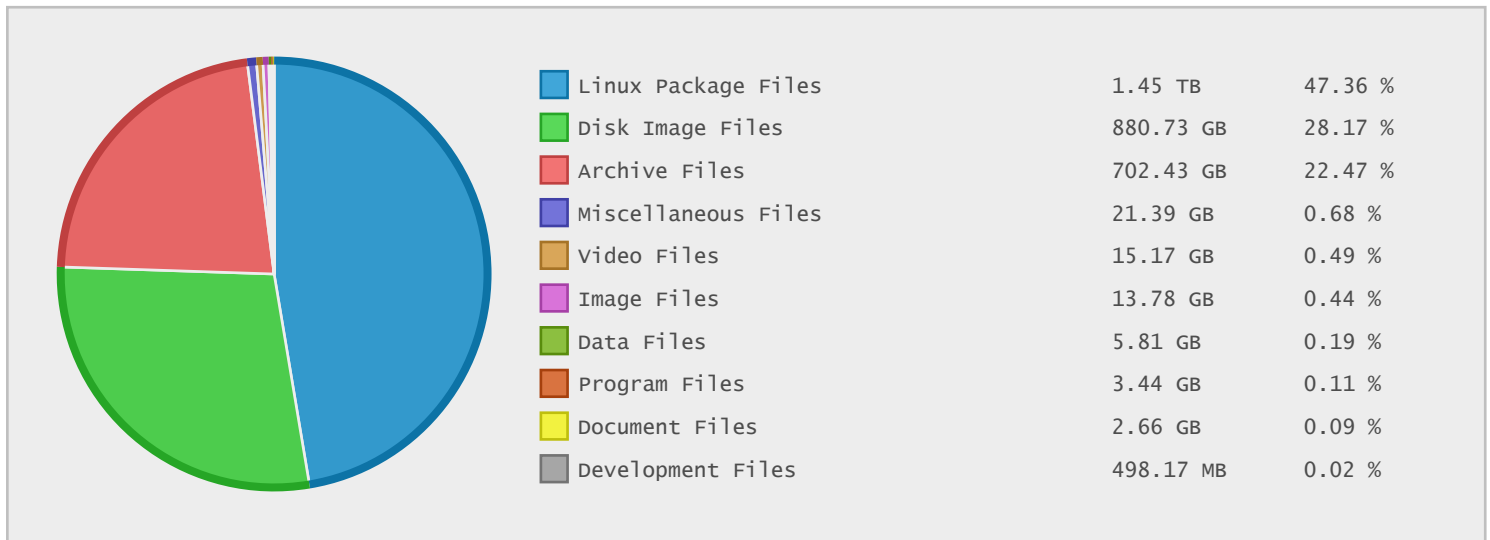 Linux Package Files 1.45 TB 47.36 %
Disk Image Files 880.73 GB 28.17 %
Archive Files 702.43 GB 22.47 %
Miscellaneous Files 21.39 GB 0.68 %
Video Files 15.17 GB 0.49 %
Image Files 13.78 GB 0.44 %
Data Files 5.81 GB 0.19 %
Program Files 3.44 GB 0.11 %
Document Files 2.66 GB 0.09 %
Development Files 498.17 MB 0.02 %